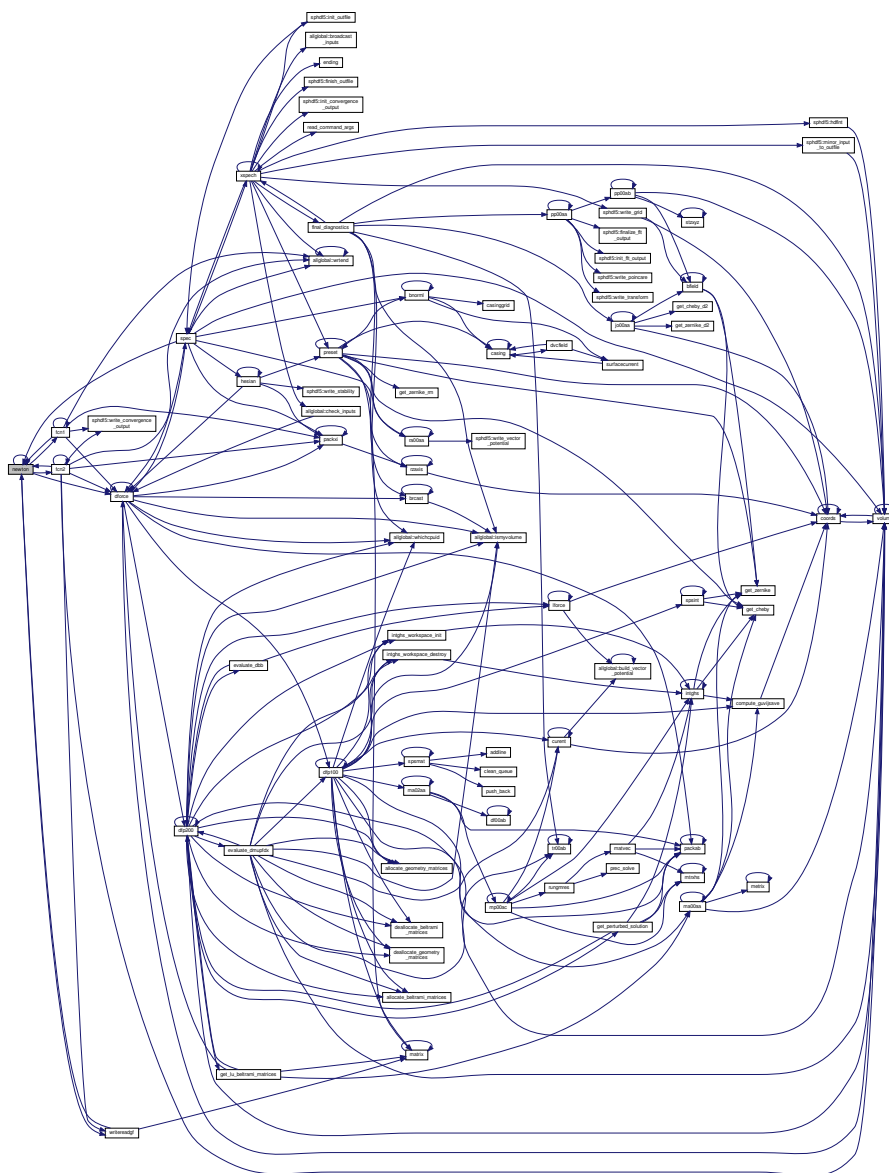 sphdf5::init_outfile
allglobal::broadcast
_inputs
ending
sphdf5::finish_outfile
sphdf5::init_convergence
_output
read_command_args
sphdf5::hdfint
sphdf5::mirror_input
_to_outfile
xspech
pp00ab
pp00aa
sphdf5::write_grid
stzxyz
final_diagnostics
sphdf5::finalize_flt
_output
allglobal::wrtend
sphdf5::init_flt_output
sphdf5::write_poincare
bfield
bnorml
casinggrid
sphdf5::write_transform
get_cheby_d2
jo00aa
get_zernike_d2
spec
preset
casing
dvcfield
surfacecurrent
hesian
sphdf5::write_stability
get_zernike_rm
allglobal::check_inputs
sphdf5::write_convergence
_output
fcn1
packxi
ra00aa
sphdf5::write_vector
_potential
newton
fcn2
rzaxis
dforce
brcast
coords
volume
allglobal::whichcpuid
allglobal::ismyvolume
get_zernike
lforce
spsint
get_cheby
intghs_workspace_init
intghs_workspace_destroy
evaluate_dbb
allglobal::build_vector
_potential
intghs
compute_guvijsave
curent
dfp100
spsmat
addline
clean_queue
push_back
ma02aa
df00ab
dfp200
evaluate_dmupfdx
tr00ab
matvec
packab
allocate_geometry_matrices
prec_solve
mtrxhs
rungmres
metrix
mp00ac
ma00aa
deallocate_beltrami
_matrices
get_perturbed_solution
deallocate_geometry
_matrices
allocate_beltrami_matrices
matrix
get_lu_beltrami_matrices
writereadgf